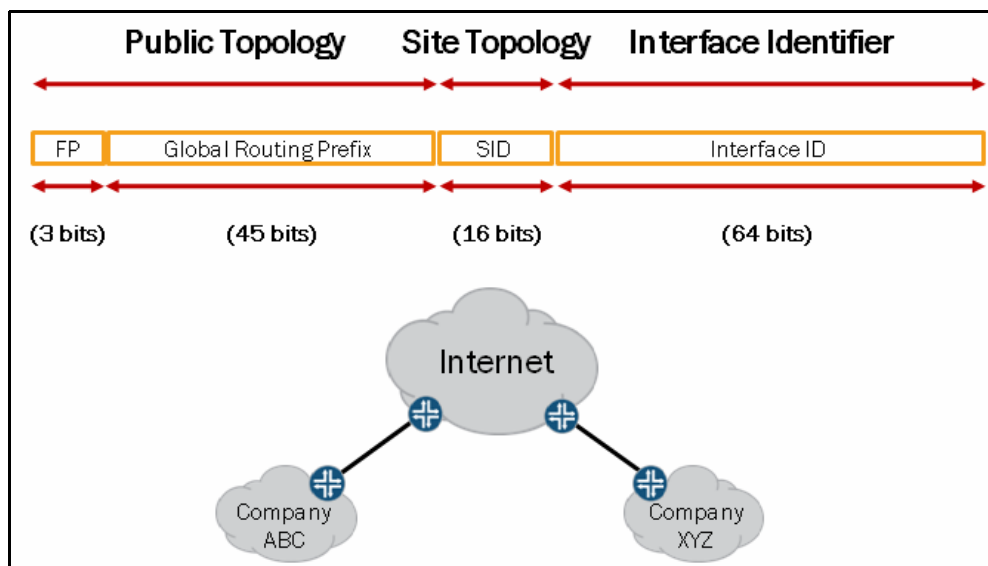 Public Topology Site Topology Interface Identifier
FP Global Routing Prefix SID Interface ID
(3 bits) (45 bits) (16 bits) (64 bits)
Internet
Company Company
ABC XYZ